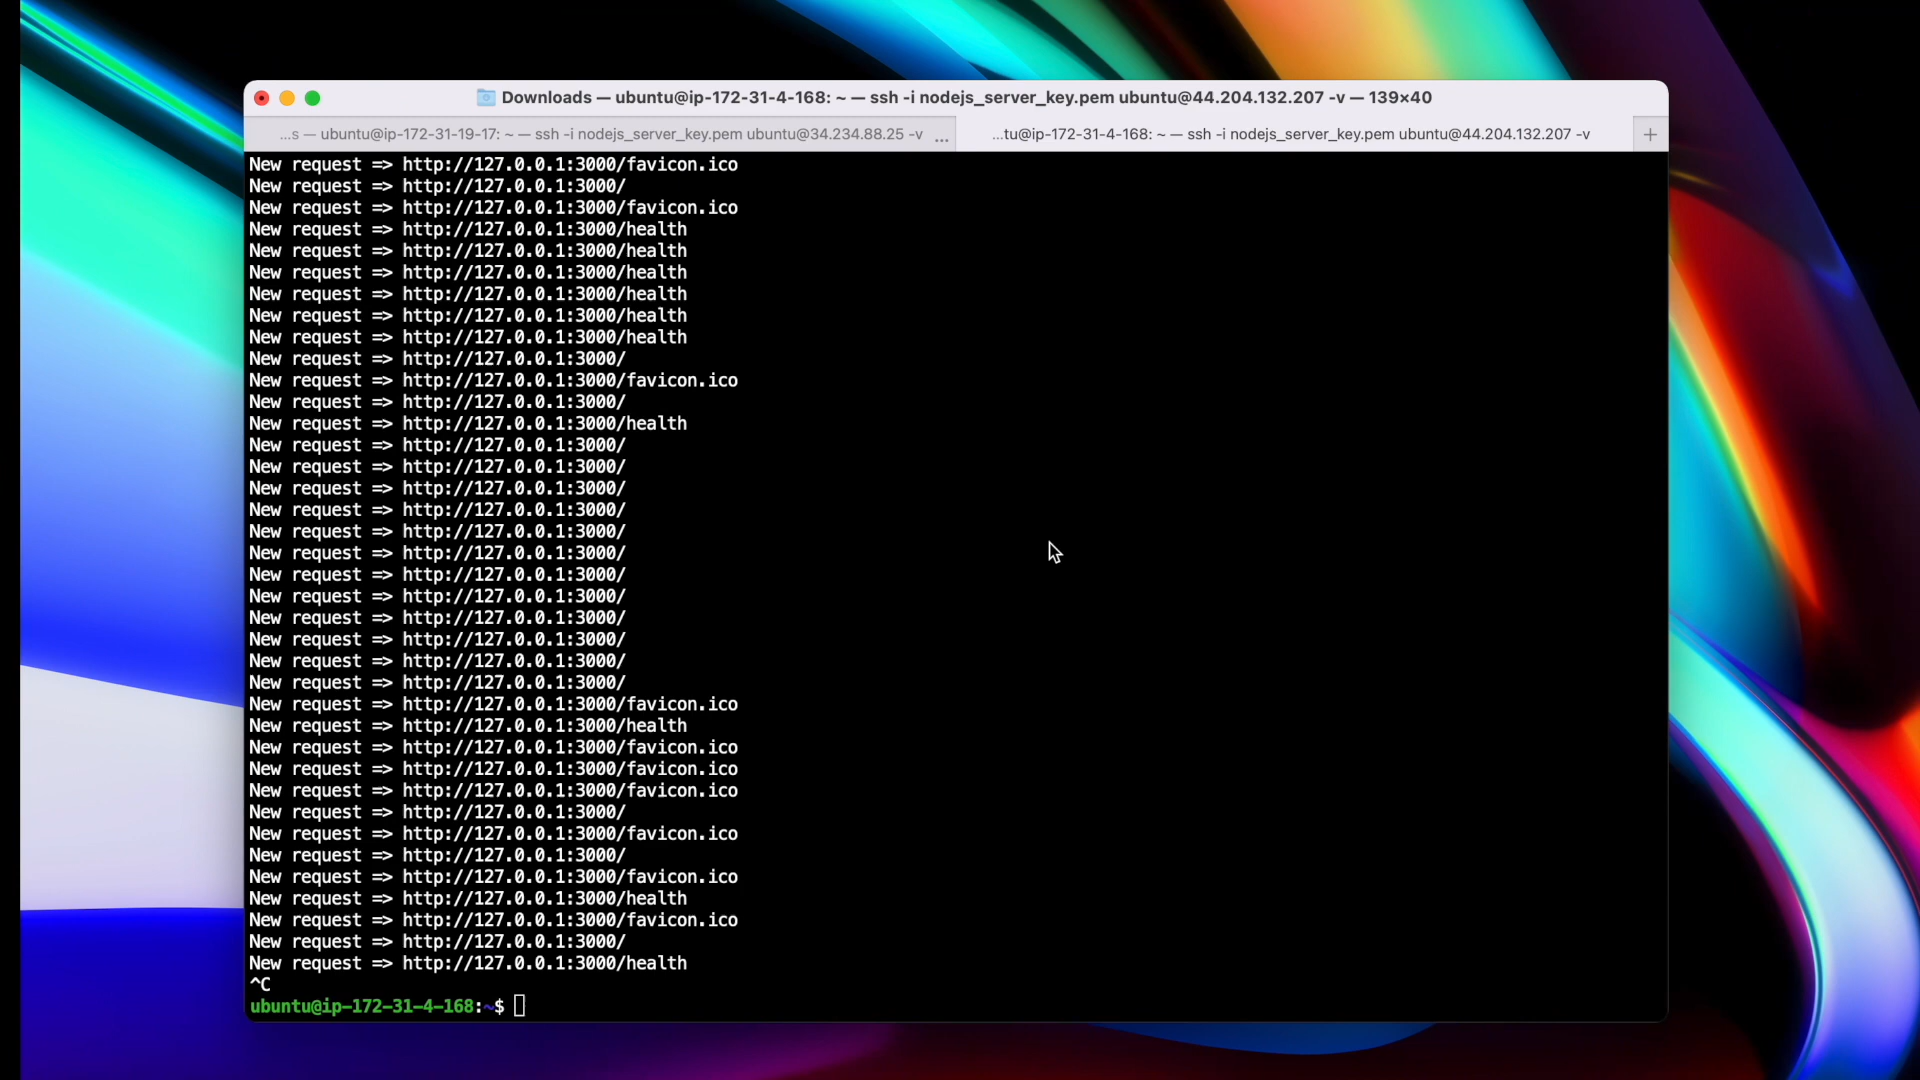 Downloads — ubuntu@ip-172-31-4-168: ~ — ssh -i nodejs_server_key.pem ubuntu@44.204.132.207 -v — 139×40
...s — ubuntu@ip-172-31-19-17: ~ — ssh -i nodejs_server_key.pem ubuntu@34.234.88.25 -v ...
...tu@ip-172-31-4-168: ~ — ssh -i nodejs_server_key.pem ubuntu@44.204.132.207 -v
+
New request => http://127.0.0.1:3000/favicon.ico
New request => http://127.0.0.1:3000/
New request => http://127.0.0.1:3000/favicon.ico
New request => http://127.0.0.1:3000/health
New request => http://127.0.0.1:3000/health
New request => http://127.0.0.1:3000/health
New request => http://127.0.0.1:3000/health
New request => http://127.0.0.1:3000/health
New request => http://127.0.0.1:3000/health
New request => http://127.0.0.1:3000/
New request => http://127.0.0.1:3000/favicon.ico
New request => http://127.0.0.1:3000/
New request => http://127.0.0.1:3000/health
New request => http://127.0.0.1:3000/
New request => http://127.0.0.1:3000/
New request => http://127.0.0.1:3000/
New request => http://127.0.0.1:3000/
New request => http://127.0.0.1:3000/
New request => http://127.0.0.1:3000/
New request => http://127.0.0.1:3000/
New request => http://127.0.0.1:3000/
New request => http://127.0.0.1:3000/
New request => http://127.0.0.1:3000/
New request => http://127.0.0.1:3000/
New request => http://127.0.0.1:3000/
New request => http://127.0.0.1:3000/favicon.ico
New request => http://127.0.0.1:3000/health
New request => http://127.0.0.1:3000/favicon.ico
New request => http://127.0.0.1:3000/favicon.ico
New request => http://127.0.0.1:3000/favicon.ico
New request => http://127.0.0.1:3000/
New request => http://127.0.0.1:3000/favicon.ico
New request => http://127.0.0.1:3000/
New request => http://127.0.0.1:3000/favicon.ico
New request => http://127.0.0.1:3000/health
New request => http://127.0.0.1:3000/favicon.ico
New request => http://127.0.0.1:3000/
New request => http://127.0.0.1:3000/health
^C
ubuntu@ip-172-31-4-168:~$